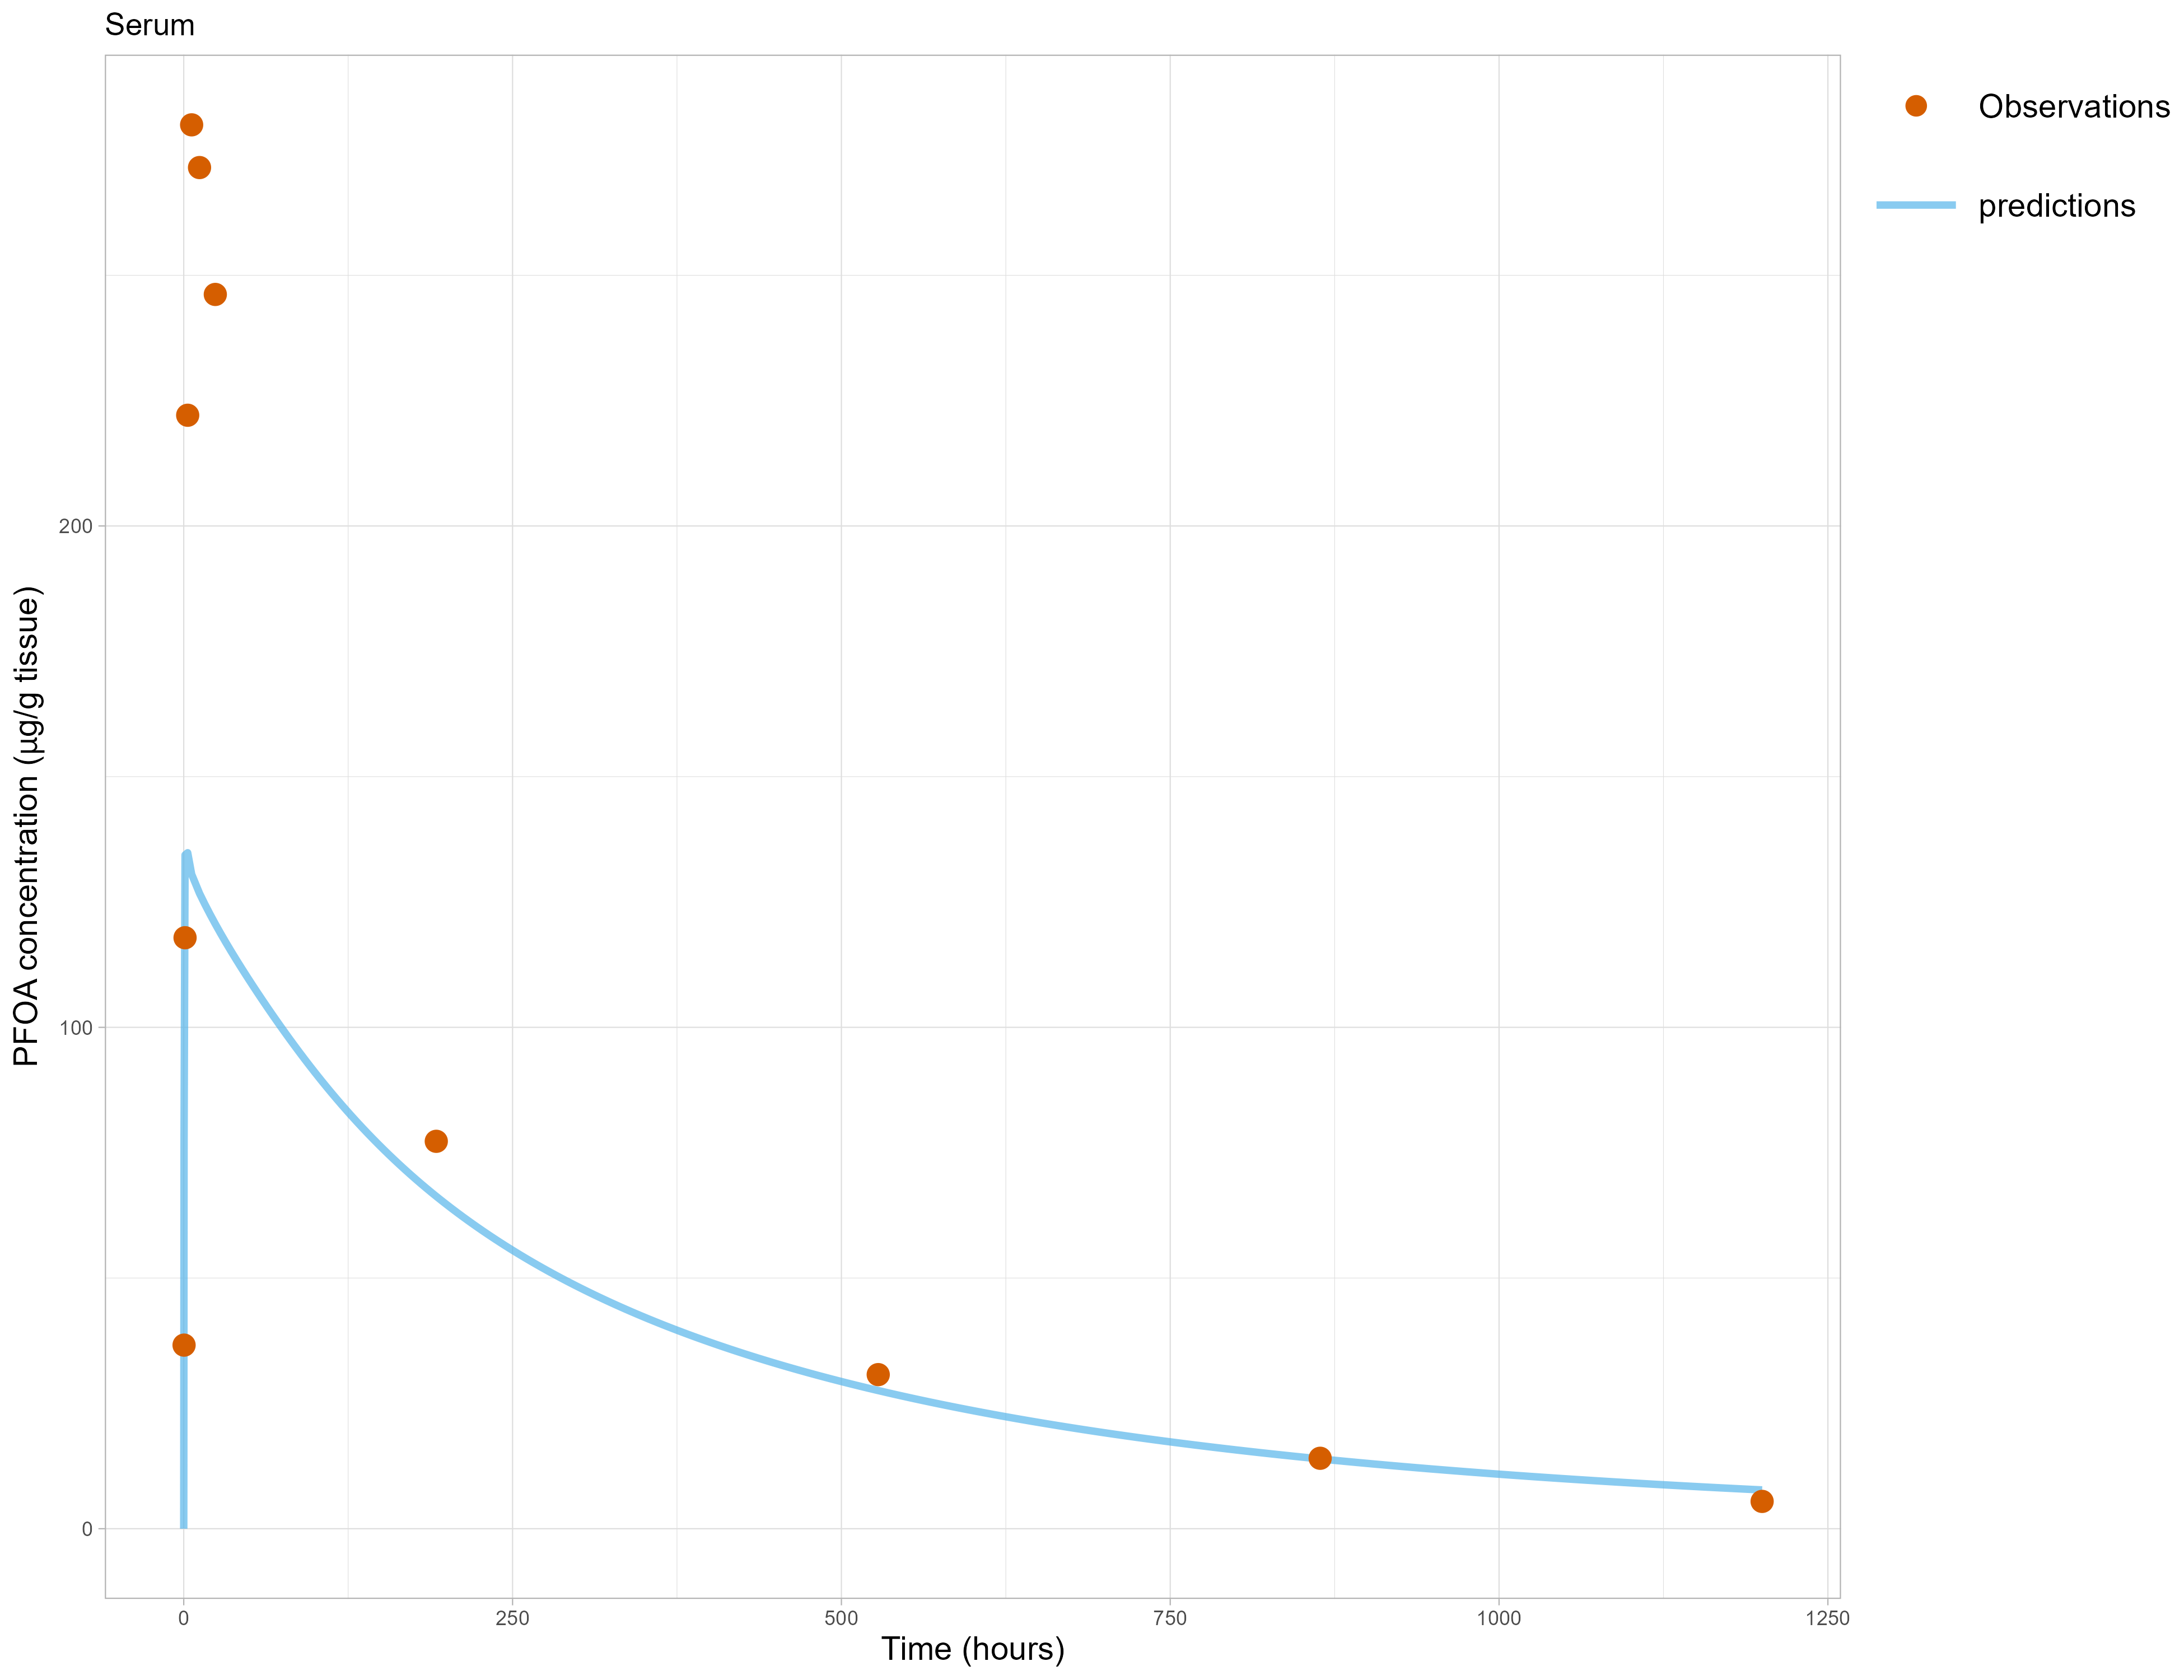 Serum
Observations
predictions
PFOA concentration (µg/g tissue)
200
100
0
0 250 500 750 1000 1250
Time (hours)